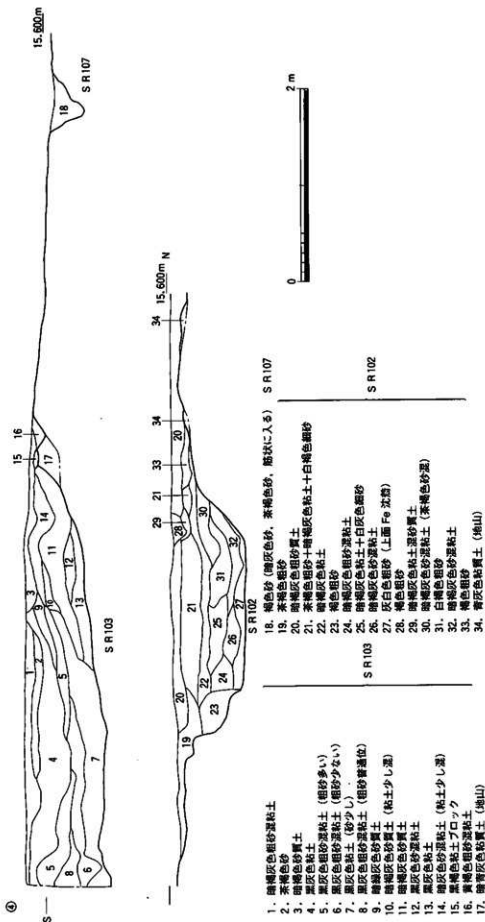 ④
S
15.600m
1
2
3
4
5
5
6
7
8
9
10
11
12
13
14
15
16
17
18
S R103
S R107
15.600m N
19
20
20
21
21
22
23
24
25
26
27
28
29
30
31
32
33
34
34
S R102
0
2 m
1. 暗褐灰色粗砂混粘土
2. 茶褐色砂
3. 暗褐色粗砂質土
4. 黒灰色粘土
5. 黒灰色粗砂混粘土 (粗砂多い)
6. 黒灰色粗砂混粘土 (粗砂少ない)
7. 黒灰色粘土 (砂少し)
8. 黒灰色粗砂混粘土 (粗砂普通位)
9. 暗緑灰色砂質土
10. 暗褐灰色砂質土 (粘土少し混)
11. 暗褐灰色粘質土
12. 黒灰色砂混粘土
13. 黒灰色粘土
14. 暗灰色砂混粘土 (粘土少し混)
15. 黒褐色粘土ブロック
16. 黄褐色粗砂混粘土
17. 暗青灰色粘質土 (地山)
S R103
18. 褐色砂 (暗灰色砂、茶褐色砂、筋状に入る)
S R107
19. 茶褐色粗砂
20. 暗褐灰色粗砂質土
21. 茶褐色粗砂+暗褐灰色粘土+白褐色細砂
22. 暗褐灰色粘土
23. 褐色粗砂
24. 暗褐灰色粗砂混粘土
25. 暗褐灰色粘土+白灰色細砂
26. 暗褐灰色砂混粘土
27. 灰白色粗砂 (上面 Fe 沈着)
28. 褐色粗砂
29. 暗褐灰色粘土混砂質土
30. 暗褐灰色砂混粘土 (茶褐色砂混)
31. 白褐色粗砂
32. 暗褐灰色砂混粘土
33. 褐色粗砂
34. 青灰色粘質土 (地山)
S R102